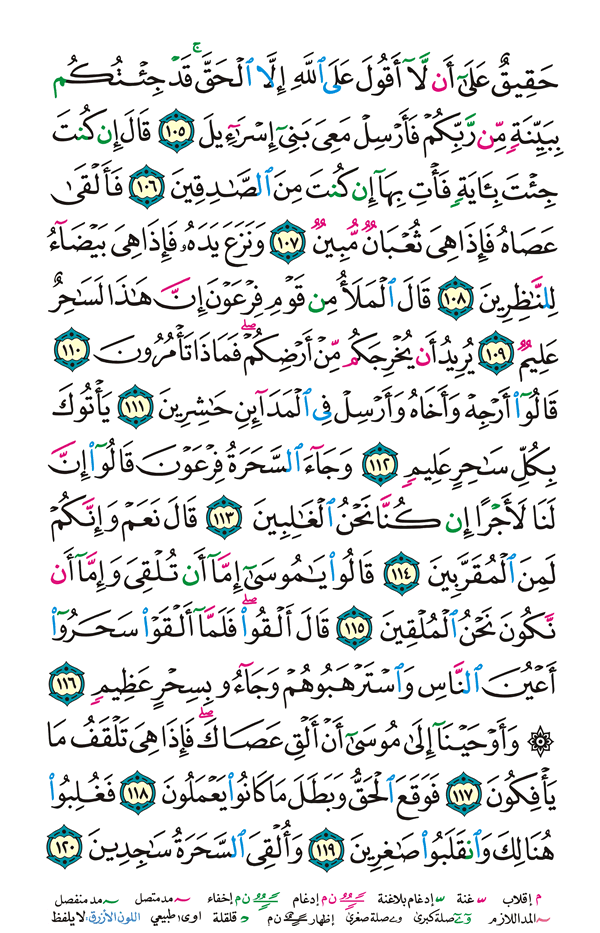 حَقِيقٌ عَلَىٰٓ أَن لَّآ أَقُولَ عَلَى ٱللَّهِ إِلَّا ٱلْحَقَّ ۚ قَدْ جِئْتُكُم
بِبَيِّنَةٍ مِّن رَّبِّكُمْ فَأَرْسِلْ مَعِىَ بَنِىٓ إِسْرَٰٓءِيلَ ١٠٥ قَالَ إِن كُنتَ
جِئْتَ بِـَٔايَةٍ فَأْتِ بِهَآ إِن كُنتَ مِنَ ٱلصَّـٰدِقِينَ ١٠٦ فَأَلْقَىٰ
عَصَاهُ فَإِذَا هِىَ ثُعْبَانٌ مُّبِينٌ ١٠٧ وَنَزَعَ يَدَهُۥ فَإِذَا هِىَ بَيْضَآءُ
لِلنَّـٰظِرِينَ ١٠٨ قَالَ ٱلْمَلَأُ مِن قَوْمِ فِرْعَوْنَ إِنَّ هَـٰذَا لَسَـٰحِرٌ
عَلِيمٌ ١٠٩ يُرِيدُ أَن يُخْرِجَكُم مِّنْ أَرْضِكُمْ ۖ فَمَاذَا تَأْمُرُونَ ١١٠
قَالُوٓا۟ أَرْجِهْ وَأَخَاهُ وَأَرْسِلْ فِى ٱلْمَدَآئِنِ حَـٰشِرِينَ ١١١ يَأْتُوكَ
بِكُلِّ سَـٰحِرٍ عَلِيمٍ ١١٢ وَجَآءَ ٱلسَّحَرَةُ فِرْعَوْنَ قَالُوٓا۟ إِنَّ
لَنَا لَأَجْرًا إِن كُنَّا نَحْنُ ٱلْغَـٰلِبِينَ ١١٣ قَالَ نَعَمْ وَإِنَّكُمْ
لَمِنَ ٱلْمُقَرَّبِينَ ١١٤ قَالُوا۟ يَـٰمُوسَىٰٓ إِمَّآ أَن تُلْقِىَ وَإِمَّآ أَن
نَّكُونَ نَحْنُ ٱلْمُلْقِينَ ١١٥ قَالَ أَلْقُوا۟ ۖ فَلَمَّآ أَلْقَوْا۟ سَحَرُوٓا۟
أَعْيُنَ ٱلنَّاسِ وَٱسْتَرْهَبُوهُمْ وَجَآءُو بِسِحْرٍ عَظِيمٍ ١١٦
۞ وَأَوْحَيْنَآ إِلَىٰ مُوسَىٰٓ أَنْ أَلْقِ عَصَاكَ ۖ فَإِذَا هِىَ تَلْقَفُ مَا
يَأْفِكُونَ ١١٧ فَوَقَعَ ٱلْحَقُّ وَبَطَلَ مَا كَانُوا۟ يَعْمَلُونَ ١١٨ فَغُلِبُوا۟
هُنَالِكَ وَٱنقَلَبُوا۟ صَـٰغِرِينَ ١١٩ وَأُلْقِىَ ٱلسَّحَرَةُ سَـٰجِدِينَ ١٢٠
م إقلاب غنة إدغام بلاغنة ن م إدغام ن م إخفاء مد متصل مد منفصل
المد اللازم صلة كبرى صلة صغرى إظهار ن م قلقلة اوى طبيعي اللون الأزرق: لا يلفظ